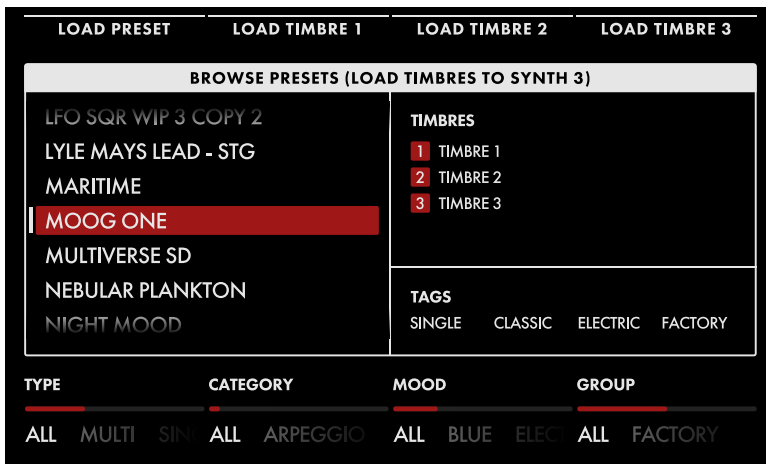 LOAD PRESET LOAD TIMBRE 1 LOAD TIMBRE 2 LOAD TIMBRE 3
BROWSE PRESETS (LOAD TIMBRES TO SYNTH 3)
LFO SQR WIP 3 COPY 2
LYLE MAYS LEAD - STG
MARITIME
MOOG ONE
MULTIVERSE SD
NEBULAR PLANKTON
NIGHT MOOD
TIMBRES
1 TIMBRE 1
2 TIMBRE 2
3 TIMBRE 3
TAGS
SINGLE CLASSIC ELECTRIC FACTORY
TYPE CATEGORY MOOD GROUP
ALL MULTI SIN ALL ARPEGGIO ALL BLUE ELEC ALL FACTORY